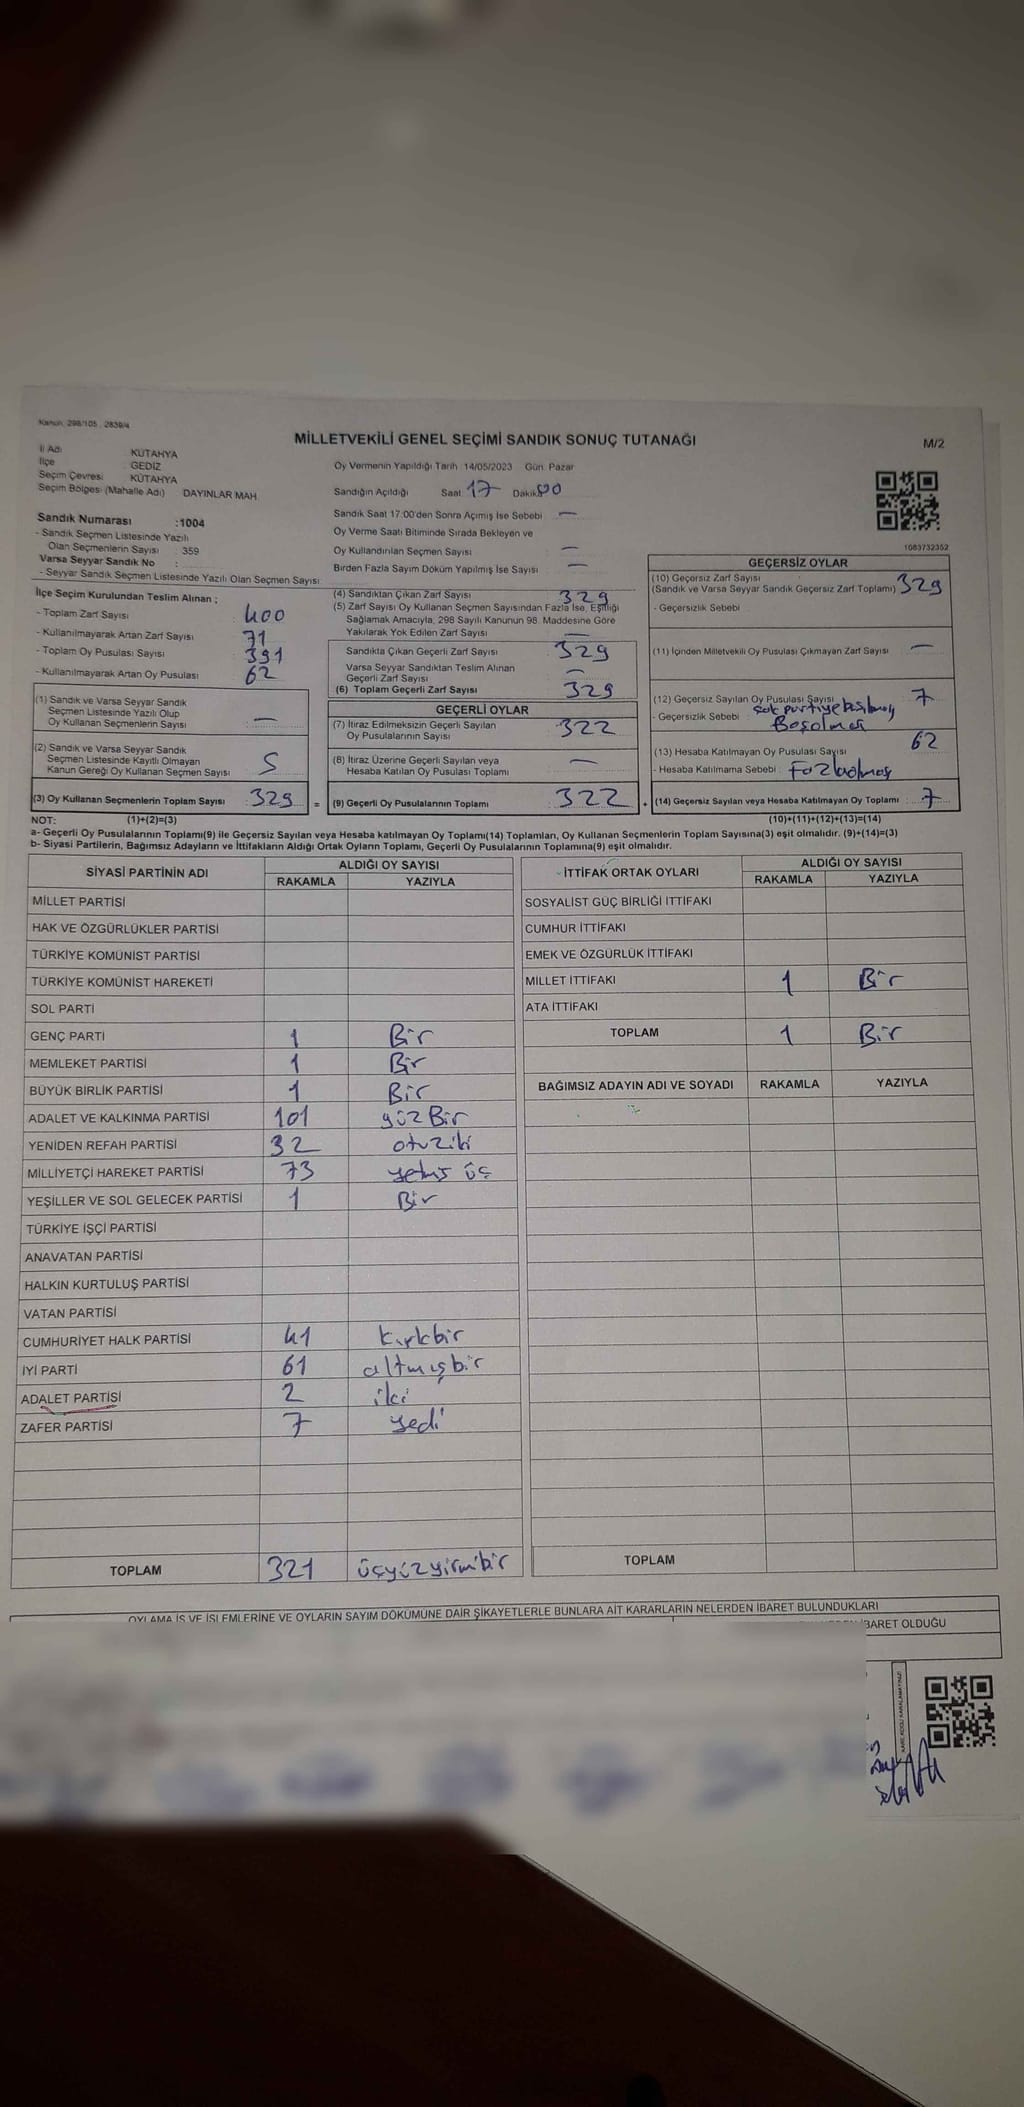 Kanun, 298/105 , 2839/4
MİLLETVEKİLİ GENEL SEÇİMİ SANDIK SONUÇ TUTANAĞI
M/2
İl Adı KÜTAHYA
İlçe GEDİZ
Seçim Çevresi KÜTAHYA
Seçim Bölgesi (Mahalle Adı) DAYINLAR MAH.
Sandık Numarası :1004
- Sandık Seçmen Listesinde Yazılı
Olan Seçmenlerin Sayısı : 359
Varsa Seyyar Sandık No :
- Seyyar Sandık Seçmen Listesinde Yazılı Olan Seçmen Sayısı
Oy Vermenin Yapıldığı Tarih 14/05/2023 Gün: Pazar
Sandığın Açıldığı Saat 17 Dakika 00
Sandık Saat 17:00'den Sonra Açmış İse Sebebi —
Oy Verme Saati Bitiminde Sırada Bekleyen ve
Oy Kullandırılan Seçmen Sayısı —
Birden Fazla Sayım Döküm Yapılmış İse Sayısı —
1083732352
İlçe Seçim Kurulundan Teslim Alınan ;
- Toplam Zarf Sayısı 400
- Kullanılmayarak Artan Zarf Sayısı 71
- Toplam Oy Pusulası Sayısı 391
- Kullanılmayarak Artan Oy Pusulası 62
(1) Sandık ve Varsa Seyyar Sandık
Seçmen Listesinde Yazılı Olup
Oy Kullanan Seçmenlerin Sayısı —
(2) Sandık ve Varsa Seyyar Sandık
Seçmen Listesinde Kayıtlı Olmayan
Kanun Gereği Oy Kullanan Seçmen Sayısı 5
(3) Oy Kullanan Seçmenlerin Toplam Sayısı : 329 =
(4) Sandıktan Çıkan Zarf Sayısı 329
(5) Zarf Sayısı Oy Kullanan Seçmen Sayısından Fazla İse, Eşitliği
Sağlamak Amacıyla, 298 Sayılı Kanunun 98. Maddesine Göre
Yakılarak Yok Edilen Zarf Sayısı —
Sandıkta Çıkan Geçerli Zarf Sayısı 329
Varsa Seyyar Sandıktan Teslim Alınan
Geçerli Zarf Sayısı —
(6) Toplam Geçerli Zarf Sayısı 329
GEÇERLİ OYLAR
(7) İtiraz Edilmeksizin Geçerli Sayılan
Oy Pusulalarının Sayısı 322
(8) İtiraz Üzerine Geçerli Sayılan veya
Hesaba Katılan Oy Pusulası Toplamı —
(9) Geçerli Oy Pusulalarının Toplamı 322 +
GEÇERSİZ OYLAR
(10) Geçersiz Zarf Sayısı
(Sandık ve Varsa Seyyar Sandık Geçersiz Zarf Toplamı) 329
- Geçersizlik Sebebi
(11) İçinden Milletvekili Oy Pusulası Çıkmayan Zarf Sayısı —
(12) Geçersiz Sayılan Oy Pusulası Sayısı 7
- Geçersizlik Sebebi
Boşolması
(13) Hesaba Katılmayan Oy Pusulası Sayısı 62
- Hesaba Katılmama Sebebi : Fazlaolması
(14) Geçersiz Sayılan veya Hesaba Katılmayan Oy Toplamı : 7
NOT: (1)+(2)=(3)
(10)+(11)+(12)+(13)=(14)
a- Geçerli Oy Pusulalarının Toplamı(9) ile Geçersiz Sayılan veya Hesaba katılmayan Oy Toplamı(14) Toplamları, Oy Kullanan Seçmenlerin Toplam Sayısına(3) eşit olmalıdır. (9)+(14)=(3)
b- Siyasi Partilerin, Bağımsız Adayların ve İttifakların Aldığı Ortak Oyların Toplamı, Geçerli Oy Pusulalarının Toplamına(9) eşit olmalıdır.
SİYASİ PARTİNİN ADI ALDIĞI OY SAYISI
RAKAMLA YAZIYLA
MİLLET PARTİSİ
HAK VE ÖZGÜRLÜKLER PARTİSİ
TÜRKİYE KOMÜNİST PARTİSİ
TÜRKİYE KOMÜNİST HAREKETİ
SOL PARTİ
GENÇ PARTİ 1 Bir
MEMLEKET PARTİSİ 1 Bir
BÜYÜK BİRLİK PARTİSİ 1 Bir
ADALET VE KALKINMA PARTİSİ 101 yüzBir
YENİDEN REFAH PARTİSİ 32 otuziki
MİLLİYETÇİ HAREKET PARTİSİ 73 yetmiş üç
YEŞİLLER VE SOL GELECEK PARTİSİ 1 Bir
TÜRKİYE İŞÇİ PARTİSİ
ANAVATAN PARTİSİ
HALKIN KURTULUŞ PARTİSİ
VATAN PARTİSİ
CUMHURİYET HALK PARTİSİ 41 kırkbir
İYİ PARTİ 61 altmışbir
ADALET PARTİSİ 2 iki
ZAFER PARTİSİ 7 yedi
TOPLAM 321 üçyüzyirmibir
İTTİFAK ORTAK OYLARI ALDIĞI OY SAYISI
RAKAMLA YAZIYLA
SOSYALİST GÜÇ BİRLİĞİ İTTİFAKI
CUMHUR İTTİFAKI
EMEK VE ÖZGÜRLÜK İTTİFAKI
MİLLET İTTİFAKI 1 Bir
ATA İTTİFAKI
TOPLAM 1 Bir
BAĞIMSIZ ADAYIN ADI VE SOYADI RAKAMLA YAZIYLA
TOPLAM
OYLAMA İŞ VE İŞLEMLERİNE VE OYLARIN SAYIM DÖKÜMÜNE DAİR ŞİKAYETLERLE BUNLARA AİT KARARLARIN NELERDEN İBARET BULUNDUKLARI
İBARET OLDUĞU